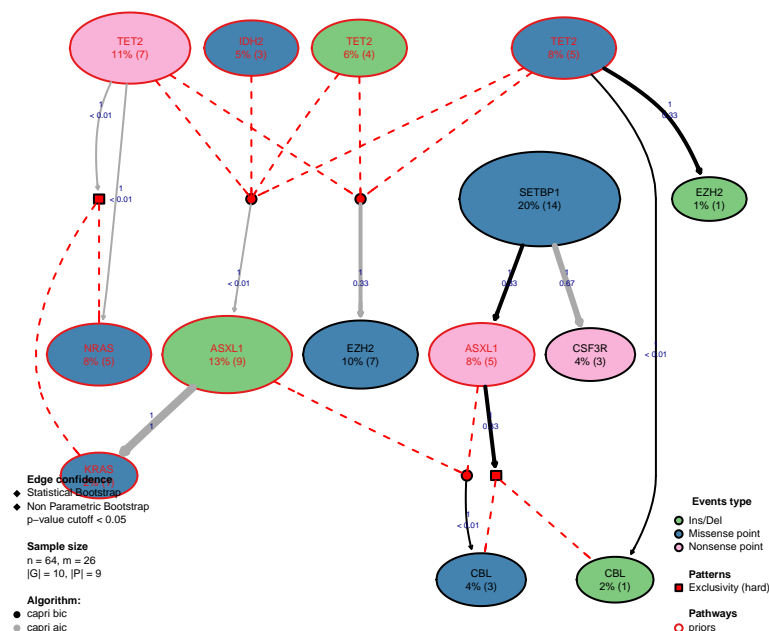 TET2
11% (7)
IDH2
5% (3)
TET2
6% (4)
TET2
8% (5)
1
< 0.01
1
0.33
1
< 0.01
SETBP1
20% (14)
EZH2
1% (1)
1
< 0.01
1
0.33
1
0.33
1
0.67
NRAS
8% (5)
ASXL1
13% (9)
EZH2
10% (7)
ASXL1
8% (5)
CSF3R
4% (3)
< 0.01
1
1
1
0.33
KRAS
Edge confidence
Statistical Bootstrap
Non Parametric Bootstrap
p−value cutoff < 0.05
1
< 0.01
Sample size
n = 64, m = 26
|G| = 10, |P| = 9
Algorithm:
capri bic
capri aic
CBL
4% (3)
CBL
2% (1)
Events type
Ins/Del
Missense point
Nonsense point
Patterns
Exclusivity (hard)
Pathways
priors